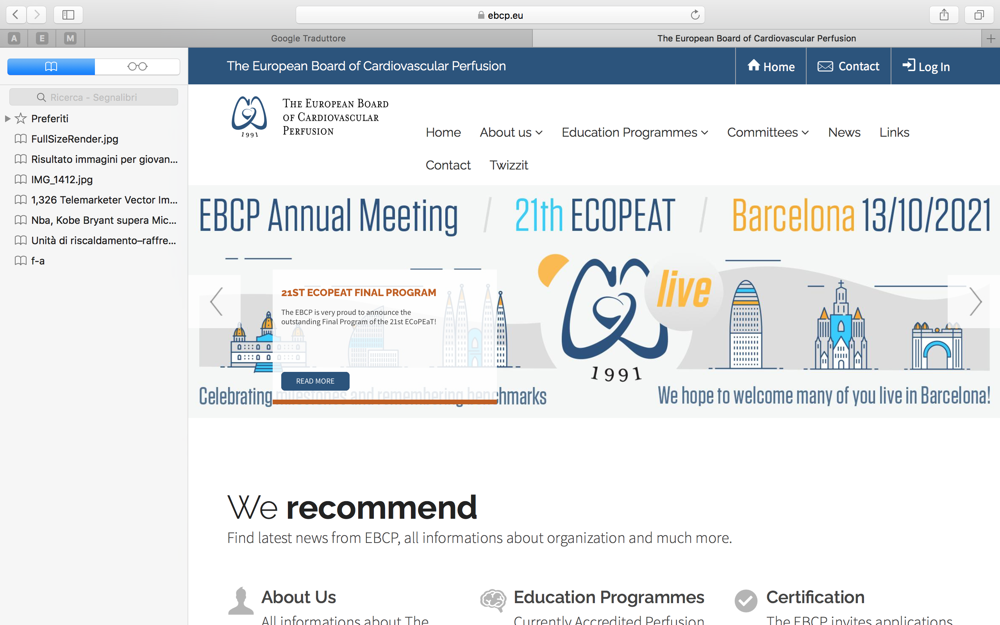 ebcp.eu
A
E
M
Google Traduttore
The European Board of Cardiovascular Perfusion
Ricerca - Segnalibri
Preferiti
FullSizeRender.jpg
Risultato immagini per giovan...
IMG_1412.jpg
1,326 Telemarketer Vector Im...
Nba, Kobe Bryant supera Mic...
Unità di riscaldamento–raffre...
f-a
The European Board of Cardiovascular Perfusion
Home
Contact
Log In
THE EUROPEAN BOARD
OF CARDIOVASCULAR
PERFUSION
1991
Home About us Education Programmes Committees News Links
Contact Twizzit
EBCP Annual Meeting / 21th ECOPEAT / Barcelona 13/10/2021
21ST ECOPEAT FINAL PROGRAM
The EBCP is very proud to announce the
outstanding Final Program of the 21st ECoPEaT!
READ MORE
live
1991
Celebrating milestones and remembering benchmarks
We hope to welcome many of you live in Barcelona!
We recommend
Find latest news from EBCP, all informations about organization and much more.
About Us
All informations about The
Education Programmes
Currently Accredited Perfusion
Certification
The EBCP invites applications